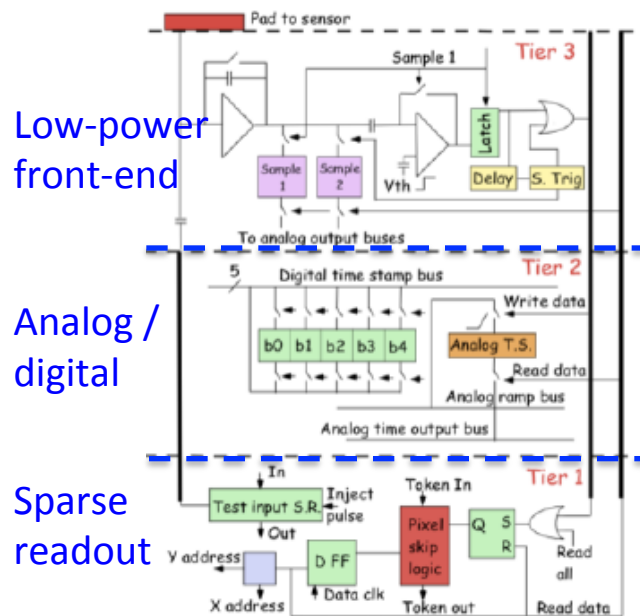 Pad to sensor
Tier 3
Sample 1
Low-power
front-end
Latch
Sample
1
Sample
2
Vth
Delay
S. Trig
To analog output buses
Tier 2
5
Digital time stamp bus
Write data
Analog /
digital
b0 b1 b2 b3 b4
Analog T.S.
Read data
Analog ramp bus
Analog time output bus
Tier 1
In
Token In
Sparse
readout
Test input S.R.
Inject
pulse
Out
Pixel
skip
logic
Q S
R
Read
all
Y address
D FF
X address
Data clk
Token out
Read data